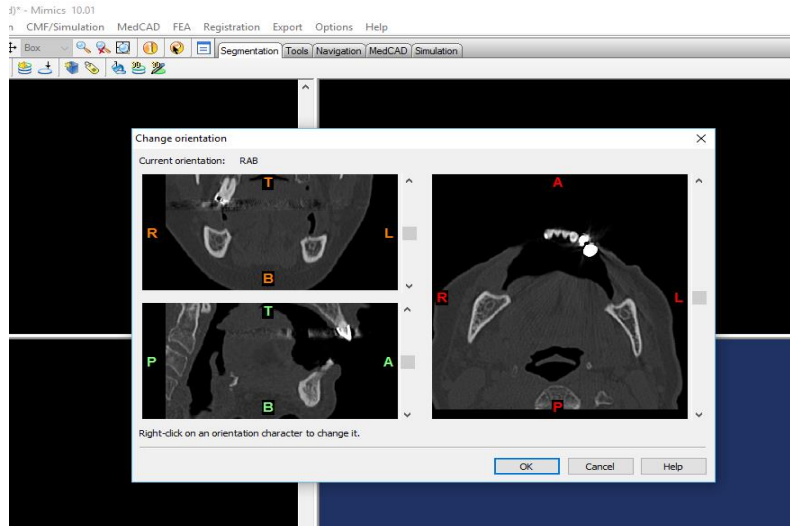 d)* - Mimics 10.01
n CMF/Simulation MedCAD FEA Registration Export Options Help
Box Segmentation Tools Navigation MedCAD Simulation
Change orientation
Current orientation: RAB
T
R L
B
T
P A
B
A
R L
P
Right-click on an orientation character to change it.
OK Cancel Help